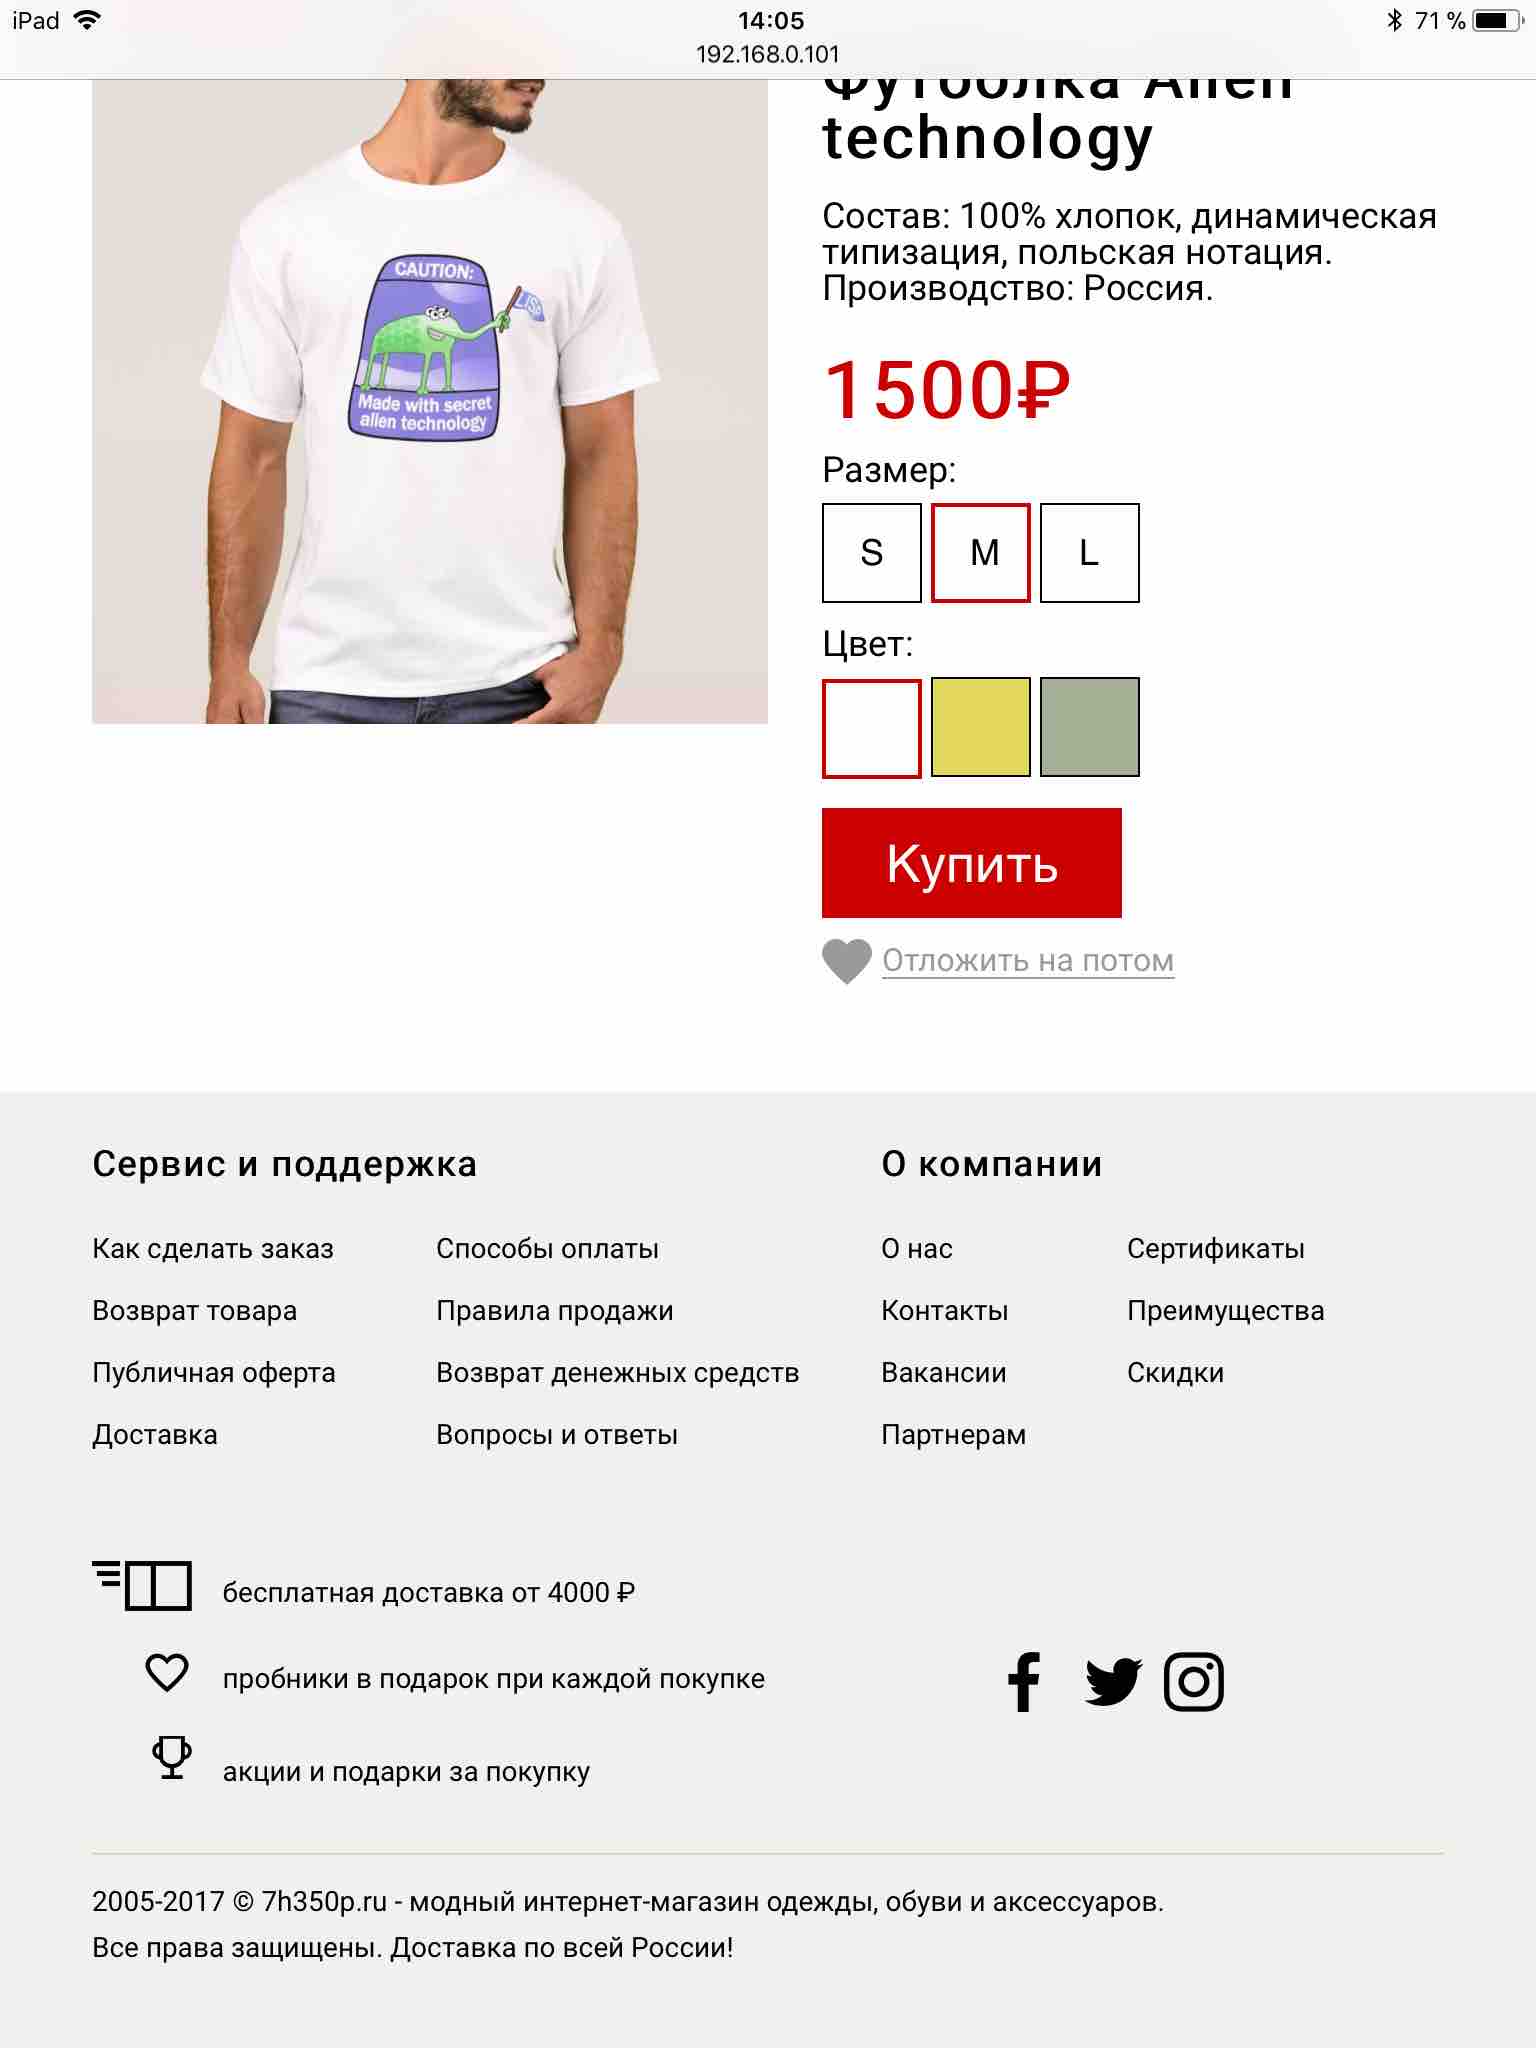 iPad 14:05 71 %
192.168.0.101
Футболка Alien
technology
Состав: 100% хлопок, динамическая
типизация, польская нотация.
Производство: Россия.
CAUTION:
LISP
Made with secret
alien technology
1500₽
Размер:
S M L
Цвет:
Купить
Отложить на потом
Сервис и поддержка
О компании
Как сделать заказ Способы оплаты О нас Сертификаты
Возврат товара Правила продажи Контакты Преимущества
Публичная оферта Возврат денежных средств Вакансии Скидки
Доставка Вопросы и ответы Партнерам
бесплатная доставка от 4000 ₽
пробники в подарок при каждой покупке
акции и подарки за покупку
2005-2017 © 7h350p.ru - модный интернет-магазин одежды, обуви и аксессуаров.
Все права защищены. Доставка по всей России!